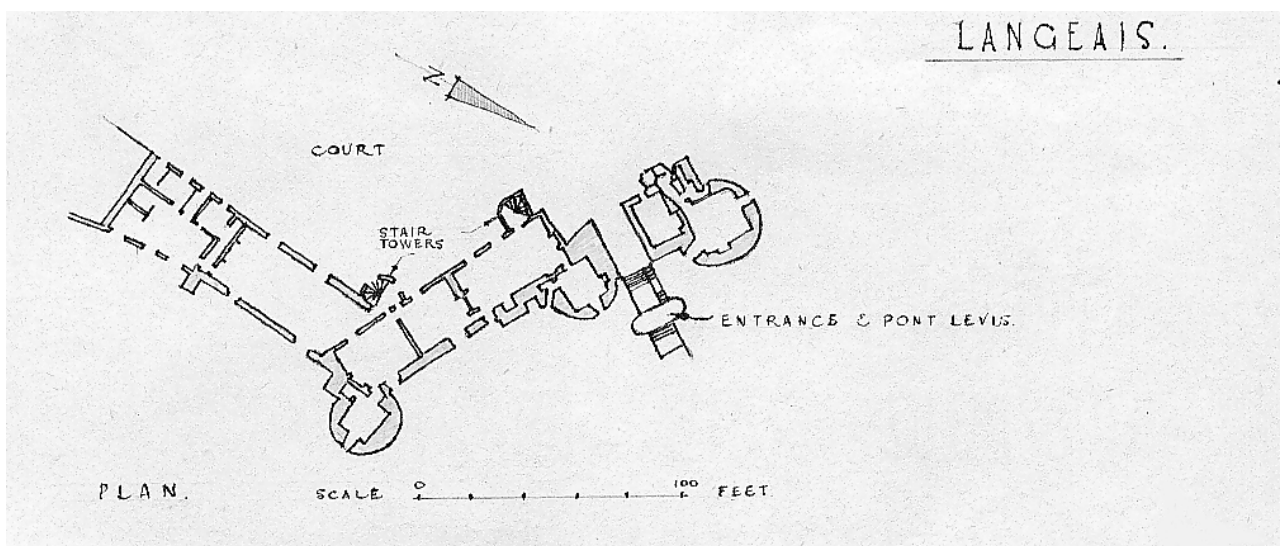 LANGEAIS.
N
COURT
STAIR
TOWERS
ENTRANCE & PONT LEVIS.
PLAN. SCALE 0 100 FEET.